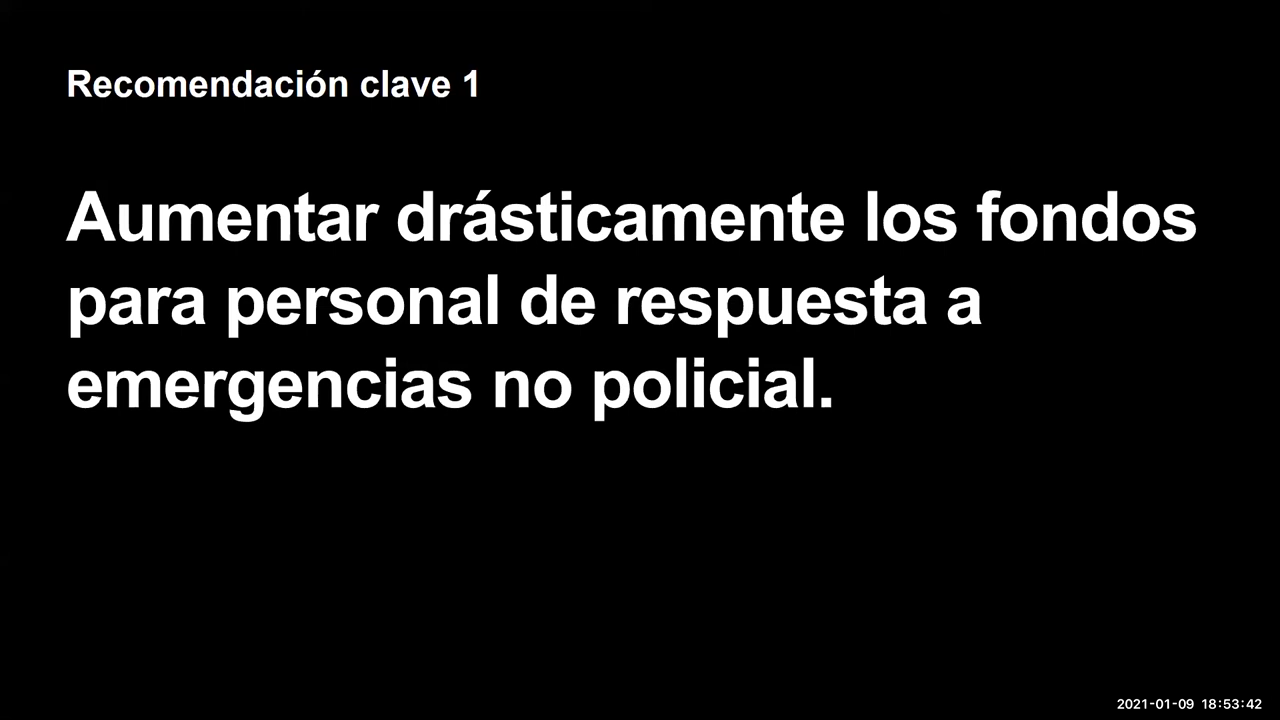 Recomendación clave 1
Aumentar drásticamente los fondos
para personal de respuesta a
emergencias no policial.
2021-01-09 18:53:42